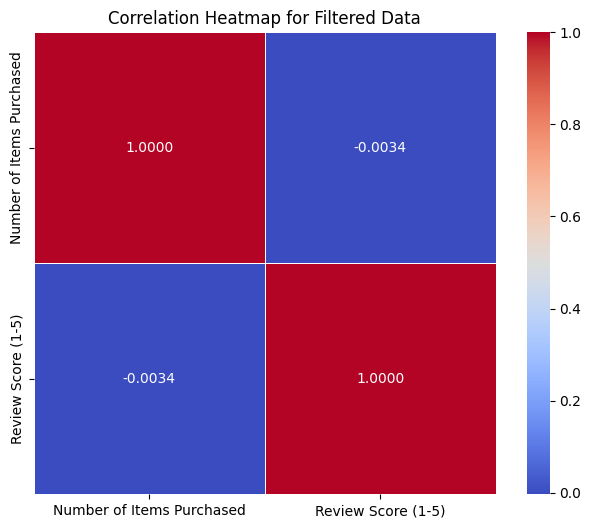 Correlation Heatmap for Filtered Data
Number of Items Purchased
1.0000
-0.0034
Review Score (1-5)
-0.0034
1.0000
Number of Items Purchased
Review Score (1-5)
1.0
0.8
0.6
0.4
0.2
0.0